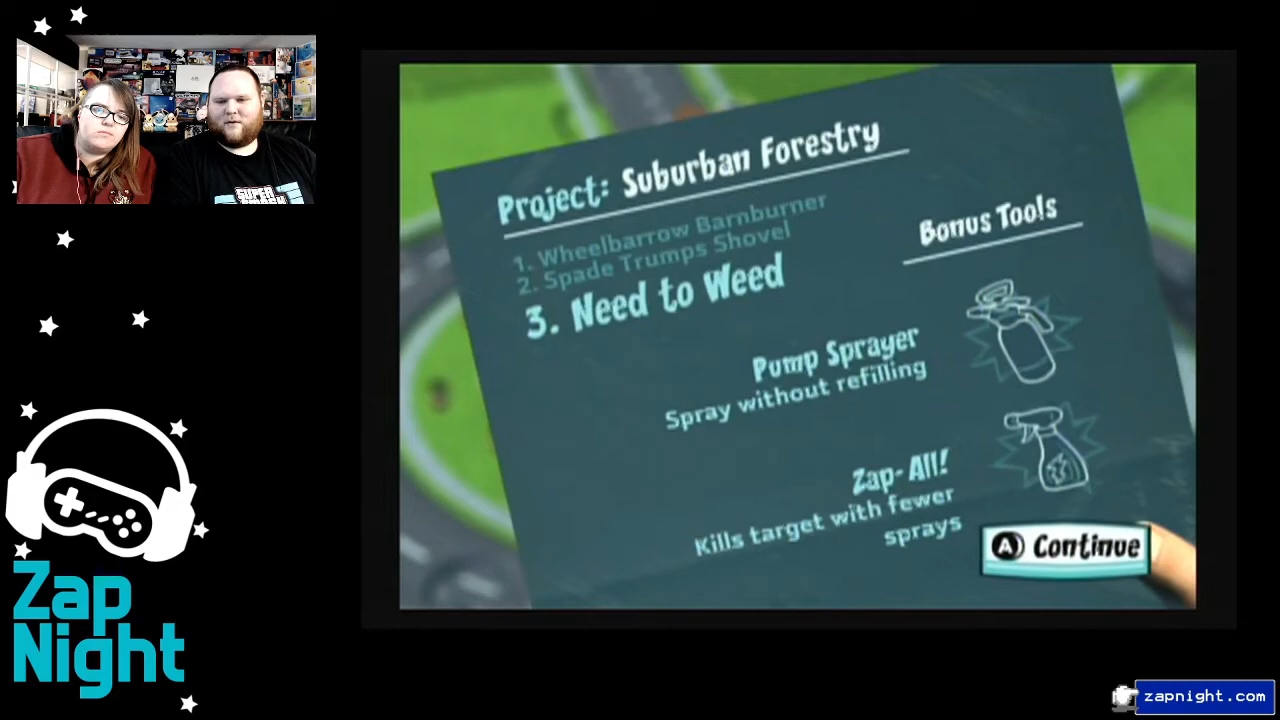 Project: Suburban Forestry
1. Wheelbarrow Barnburner
2. Spade Trumps Shovel
3. Need to Weed
Bonus Tools
Pump Sprayer
Spray without refilling
Zap-All!
Kills target with fewer
sprays
A Continue
Zap
Night
zapnight.com
SUPER